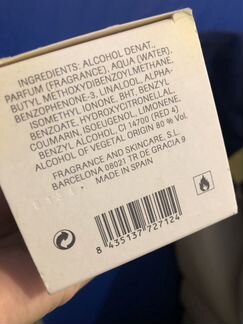 INGREDIENTS: ALCOHOL DENAT.,
PARFUM (FRAGRANCE), AQUA (WATER),
BUTYL METHOXYDIBENZOYLMETHANE,
BENZOPHENONE-3, LINALOOL, ALPHA-
ISOMETHYL IONONE, BHT, BENZYL
BENZOATE, HYDROXYCITRONELLAL,
COUMARIN, ISOEUGENOL, LIMONENE,
BENZYL ALCOHOL, CI 14700 (RED 4)
ALCOHOL OF VEGETAL ORIGIN 80 % Vol.
FRAGRANCE AND SKINCARE, S.L.
BARCELONA 08021 TR DE GRACIA 9
MADE IN SPAIN
8 435137 727124